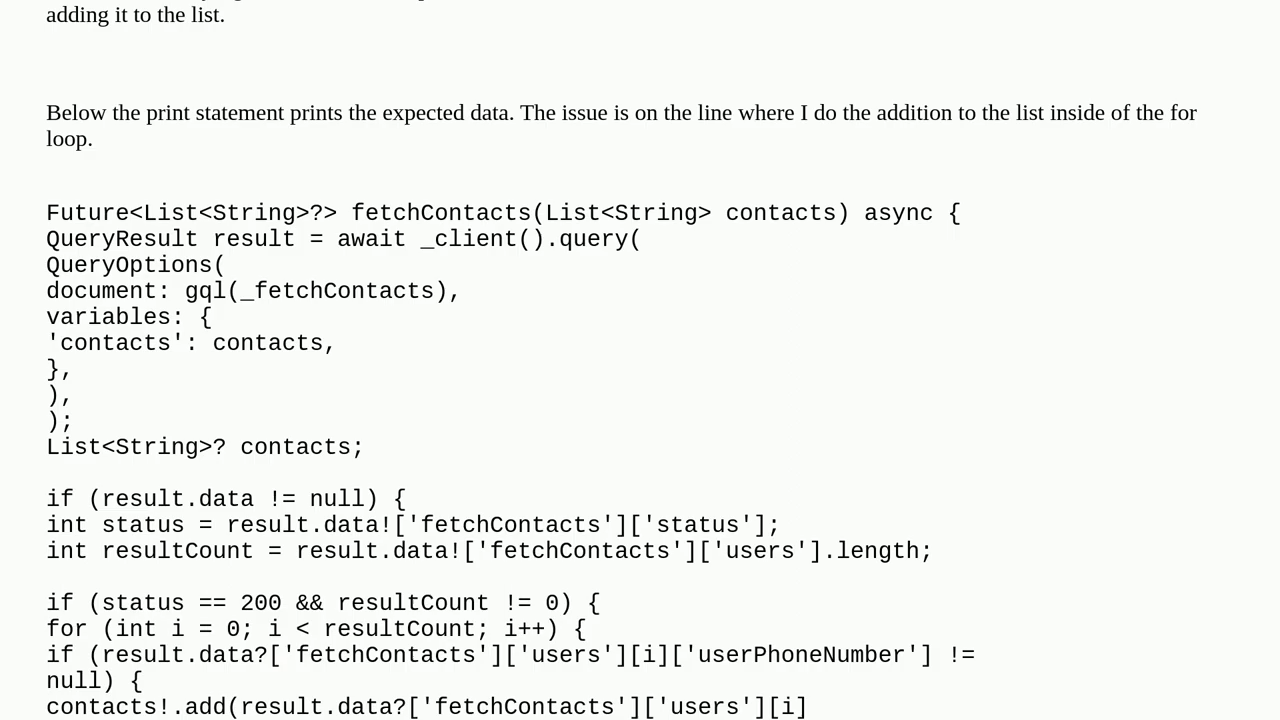 adding it to the list.
Below the print statement prints the expected data. The issue is on the line where I do the addition to the list inside of the for
loop.
Future<List<String>?> fetchContacts(List<String> contacts) async {
QueryResult result = await _client().query(
QueryOptions(
document: gql(_fetchContacts),
variables: {
'contacts': contacts,
},
),
);
List<String>? contacts;
if (result.data != null) {
int status = result.data!['fetchContacts']['status'];
int resultCount = result.data!['fetchContacts']['users'].length;
if (status == 200 && resultCount != 0) {
for (int i = 0; i < resultCount; i++) {
if (result.data?['fetchContacts']['users'][i]['userPhoneNumber'] !=
null) {
contacts!.add(result.data?['fetchContacts']['users'][i]